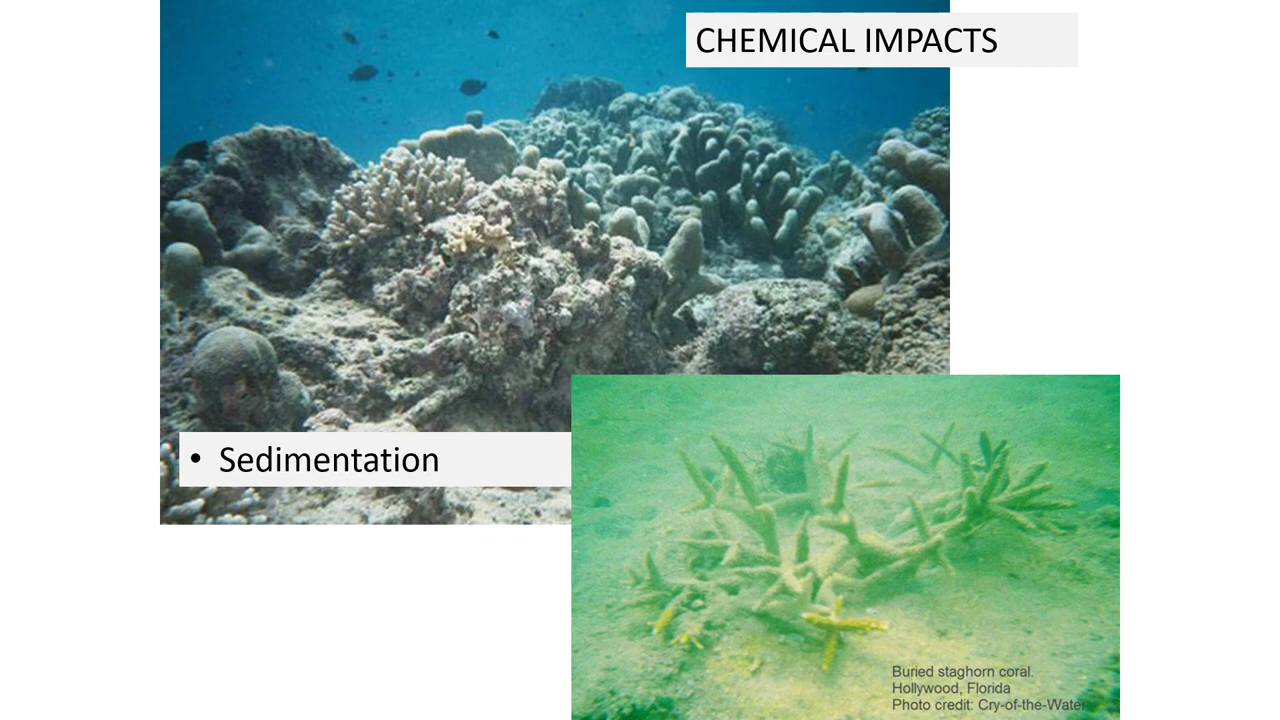 CHEMICAL IMPACTS
• Sedimentation
Buried staghorn coral.
Hollywood, Florida
Photo credit: Cry-of-the-Water